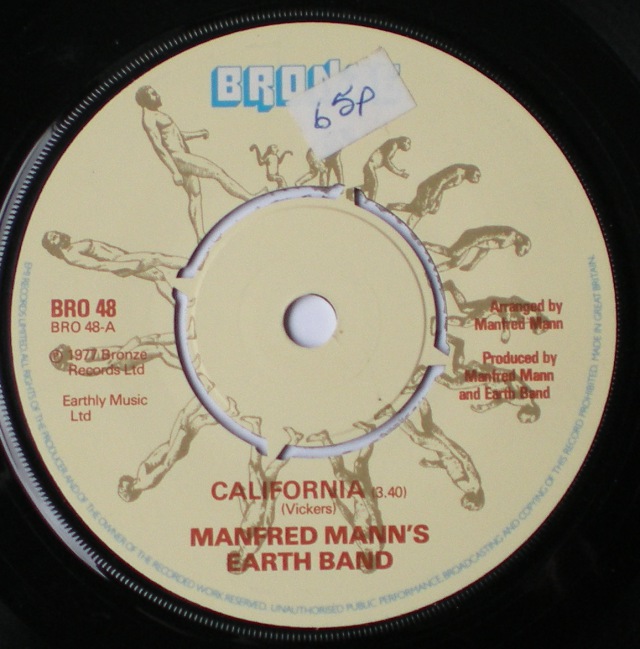 BRONZE
65p
BRO 48
BRO 48-A
℗ 1977 Bronze
Records Ltd
Earthly Music
Ltd
Arranged by
Manfred Mann
Produced by
Manfred Mann
and Earth Band
CALIFORNIA (3.40)
(Vickers)
MANFRED MANN'S
EARTH BAND
EMI RECORDS LIMITED. ALL RIGHTS OF THE PRODUCER AND OF THE OWNER OF THE RECORDED WORK RESERVED. UNAUTHORISED PUBLIC PERFORMANCE, BROADCASTING AND COPYING OF THIS RECORD PROHIBITED. MADE IN GREAT BRITAIN.